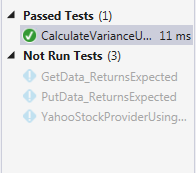 Passed Tests (1)
CalculateVarianceU... 11 ms
Not Run Tests (3)
GetData_ReturnsExpected
PutData_ReturnsExpected
YahooStockProviderUsing...